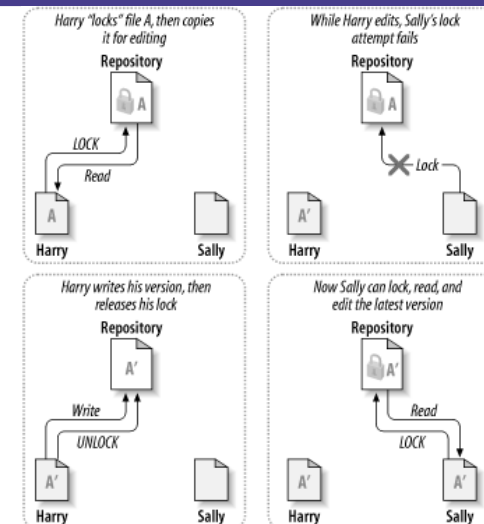 Harry "locks" file A, then copies
it for editing
Repository
A
LOCK
Read
A
Harry
Sally
While Harry edits, Sally's lock
attempt fails
Repository
A
Lock
A'
Harry
Sally
Harry writes his version, then
releases his lock
Repository
A'
Write
UNLOCK
A'
Harry
Sally
Now Sally can lock, read, and
edit the latest version
Repository
A'
Read
LOCK
A'
A'
Harry
Sally